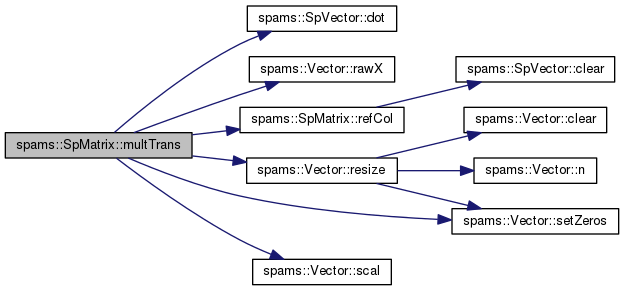 spams::SpVector::dot
spams::Vector::rawX
spams::SpVector::clear
spams::SpMatrix::refCol
spams::Vector::clear
spams::SpMatrix::multTrans
spams::Vector::resize
spams::Vector::n
spams::Vector::setZeros
spams::Vector::scal